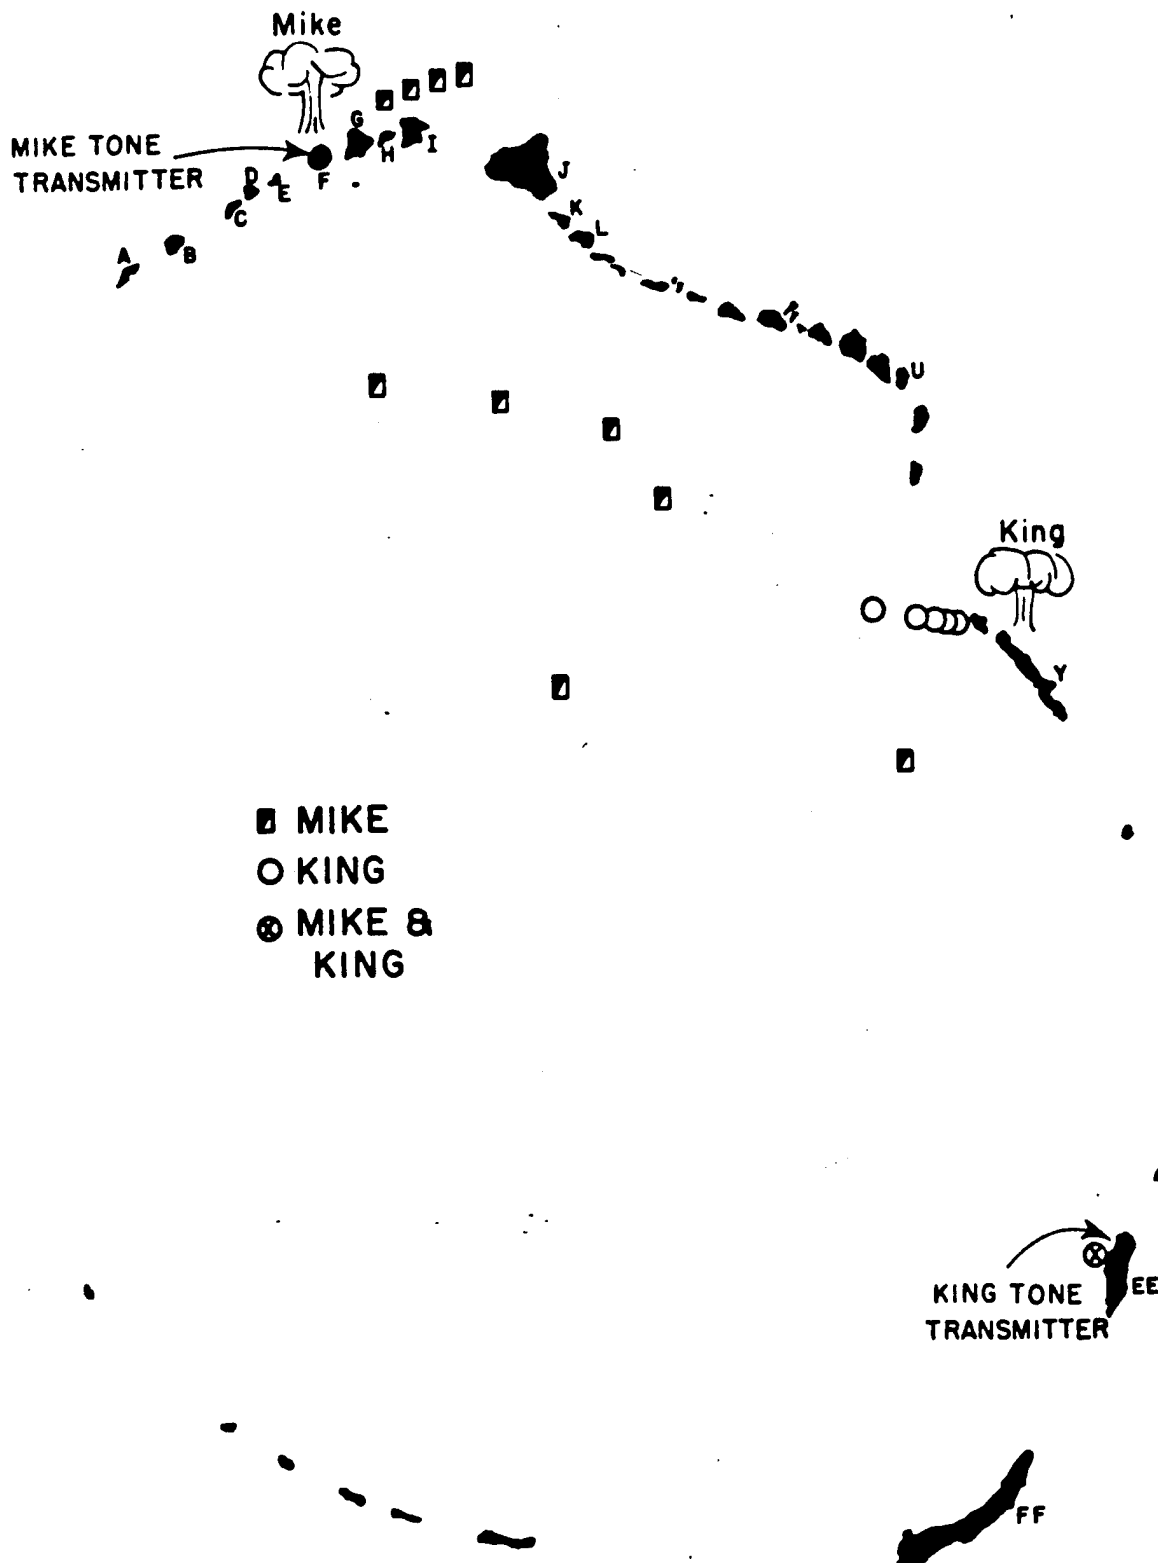 Mike
MIKE TONE
TRANSMITTER
A
B
C
D
E
F
G
H
I
J
K
L
R
U
King
Y
MIKE
KING
MIKE &
KING
KING TONE
TRANSMITTER
EE
FF